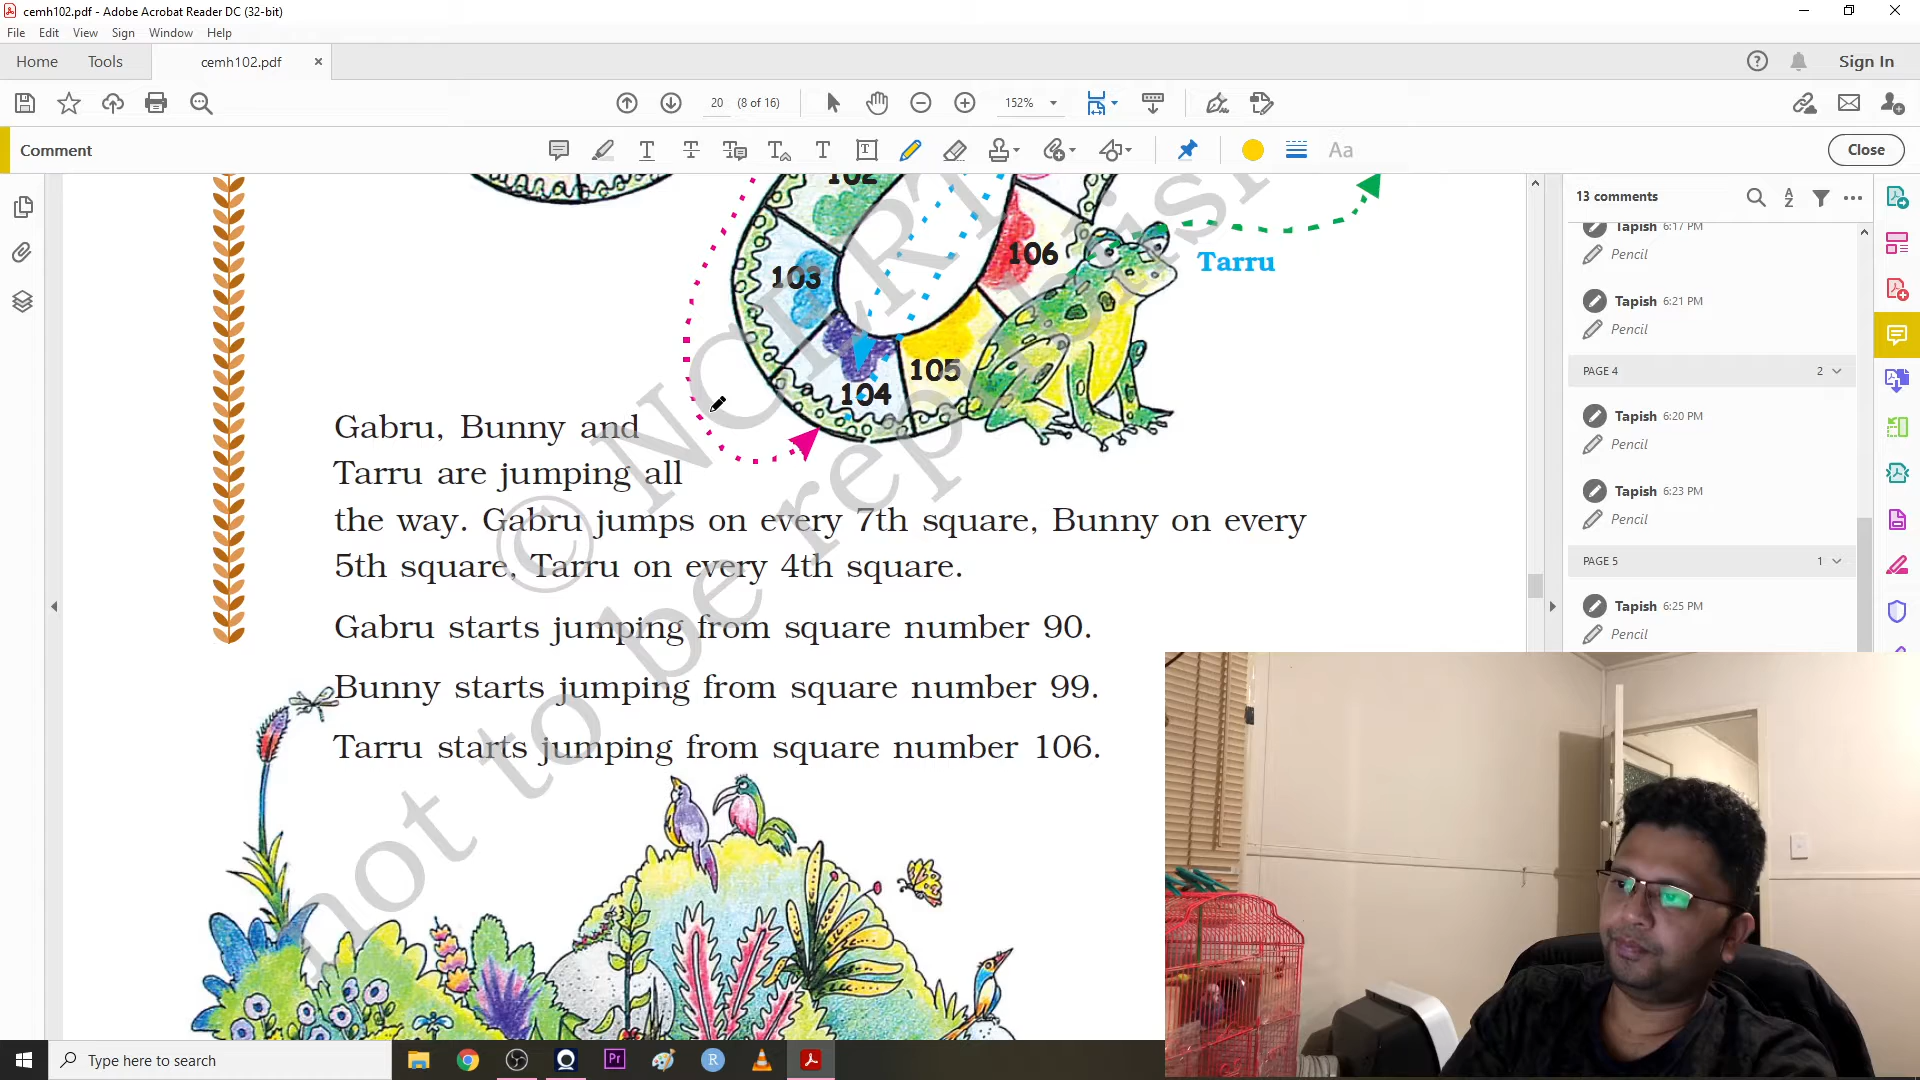 cemh102.pdf - Adobe Acrobat Reader DC (32-bit)
File Edit View Sign Window Help
Home Tools cemh102.pdf Sign In
20 (8 of 16) 152%
Comment Close
13 comments
Tapish 6:17 PM
Pencil
Tapish 6:21 PM
Pencil
PAGE 4 2
Tapish 6:20 PM
Pencil
Tapish 6:23 PM
Pencil
PAGE 5 1
Tapish 6:25 PM
Pencil
102
103
104
105
106
Tarru
Gabru, Bunny and
Tarru are jumping all
the way. Gabru jumps on every 7th square, Bunny on every
5th square, Tarru on every 4th square.
Gabru starts jumping from square number 90.
Bunny starts jumping from square number 99.
Tarru starts jumping from square number 106.
© NCERT
not to be republish
Type here to search